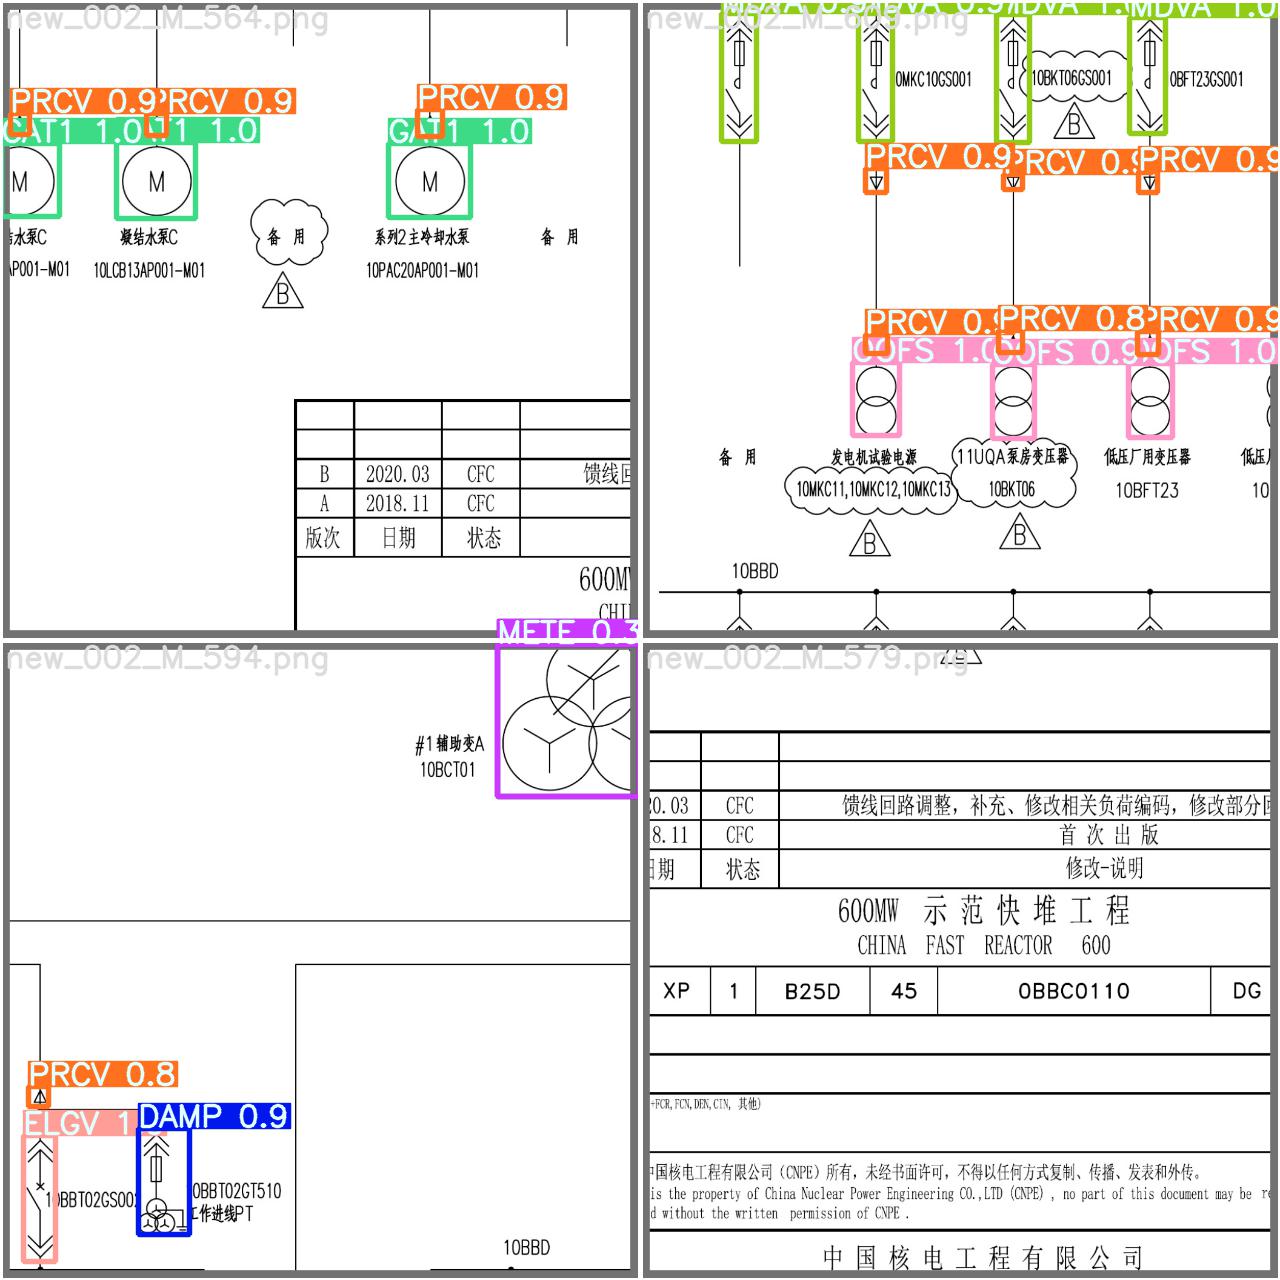 new_002_M_564.png
PRCV 0.9
PRCV 0.9
PRCV 0.9
GAT1 1.0
GAT1 1.0
M
M
M
水泵C
凝结水泵C
备用
系列2主冷却水泵
备用
AP001-M01
10LCB13AP001-M01
10PAC20AP001-M01
B
B 2020.03 CFC 馈线
A 2018.11 CFC
版次 日期 状态
600M
CHI
new_002_M_609.png
MDVA 1.0
0MKC10GS001
10BKT06GS001
0BFT23GS001
B
PRCV 0.9
PRCV 0.9
PRCV 0.9
PRCV 0.9
PRCV 0.8
PRCV 0.9
OOFS 1.0
OOFS 0.9
OOFS 1.0
备用
发电机试验电源
11UQA泵房变压器
低压厂用变压器
低压
10MKC11,10MKC12,10MKC13
10BKT06
10BFT23
10
B
B
10BBD
new_002_M_594.png
METE 0.3
#1辅助变A
10BCT01
PRCV 0.8
ELGV 1
DAMP 0.9
10BBT02GS002
0BBT02GT510
工作进线PT
10BBD
new_002_M_579.png
20.03 CFC 馈线回路调整，补充、修改相关负荷编码，修改部分
18.11 CFC 首次出版
日期 状态 修改-说明
600MW 示范快堆工程
CHINA FAST REACTOR 600
XP 1 B25D 45 0BBC0110 DG
+FCR,FCN,DEN,CIN, 其他)
中国核电工程有限公司（CNPE）所有，未经书面许可，不得以任何方式复制、传播、发表和外传。
is the property of China Nuclear Power Engineering CO.,LTD (CNPE) , no part of this document may be re
d without the written permission of CNPE .
中国核电工程有限公司